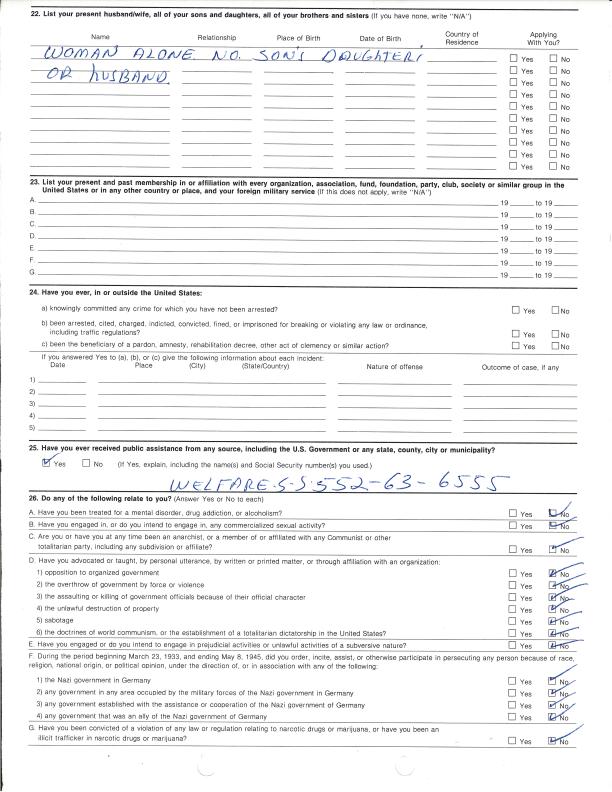 22. List your present husband/wife, all of your sons and daughters, all of your brothers and sisters (If you have none, write "N/A")
Name Relationship Place of Birth Date of Birth Country of Residence Applying With You?
WOMAN ALONE. NO. SON'S DAUGHTER, Yes No
OR HUSBAND. Yes No
Yes No
Yes No
Yes No
Yes No
Yes No
Yes No
Yes No
Yes No
23. List your present and past membership in or affiliation with every organization, association, fund, foundation, party, club, society or similar group in the
United States or in any other country or place, and your foreign military service (If this does not apply, write "N/A")
A. 19 to 19
B. 19 to 19
C. 19 to 19
D. 19 to 19
E. 19 to 19
F. 19 to 19
G. 19 to 19
24. Have you ever, in or outside the United States:
a) knowingly committed any crime for which you have not been arrested? Yes No
b) been arrested, cited, charged, indicted, convicted, fined, or imprisoned for breaking or violating any law or ordinance,
including traffic regulations? Yes No
c) been the beneficiary of a pardon, amnesty, rehabilitation decree, other act of clemency or similar action? Yes No
If you answered Yes to (a), (b), or (c) give the following information about each incident:
Date Place (City) (State/Country) Nature of offense Outcome of case, if any
1)
2)
3)
4)
5)
25. Have you ever received public assistance from any source, including the U.S. Government or any state, county, city or municipality?
Yes No (If Yes, explain, including the name(s) and Social Security number(s) you used.)
WELFARE.S-S:552-63-6555
26. Do any of the following relate to you? (Answer Yes or No to each)
A. Have you been treated for a mental disorder, drug addiction, or alcoholism? Yes No
B. Have you engaged in, or do you intend to engage in, any commercialized sexual activity? Yes No
C. Are you or have you at any time been an anarchist, or a member of or affiliated with any Communist or other
totalitarian party, including any subdivision or affiliate? Yes No
D. Have you advocated or taught, by personal utterance, by written or printed matter, or through affiliation with an organization:
1) opposition to organized government Yes No
2) the overthrow of government by force or violence Yes No
3) the assaulting or killing of government officials because of their official character Yes No
4) the unlawful destruction of property Yes No
5) sabotage Yes No
6) the doctrines of world communism, or the establishment of a totalitarian dictatorship in the United States? Yes No
E. Have you engaged or do you intend to engage in prejudicial activities or unlawful activities of a subversive nature? Yes No
F. During the period beginning March 23, 1933, and ending May 8, 1945, did you order, incite, assist, or otherwise participate in persecuting any person because of race,
religion, national origin, or political opinion, under the direction of, or in association with any of the following:
1) the Nazi government in Germany Yes No
2) any government in any area occupied by the military forces of the Nazi government in Germany Yes No
3) any government established with the assistance or cooperation of the Nazi government of Germany Yes No
4) any government that was an ally of the Nazi government of Germany Yes No
G. Have you been convicted of a violation of any law or regulation relating to narcotic drugs or marijuana, or have you been an
illicit trafficker in narcotic drugs or marijuana? Yes No